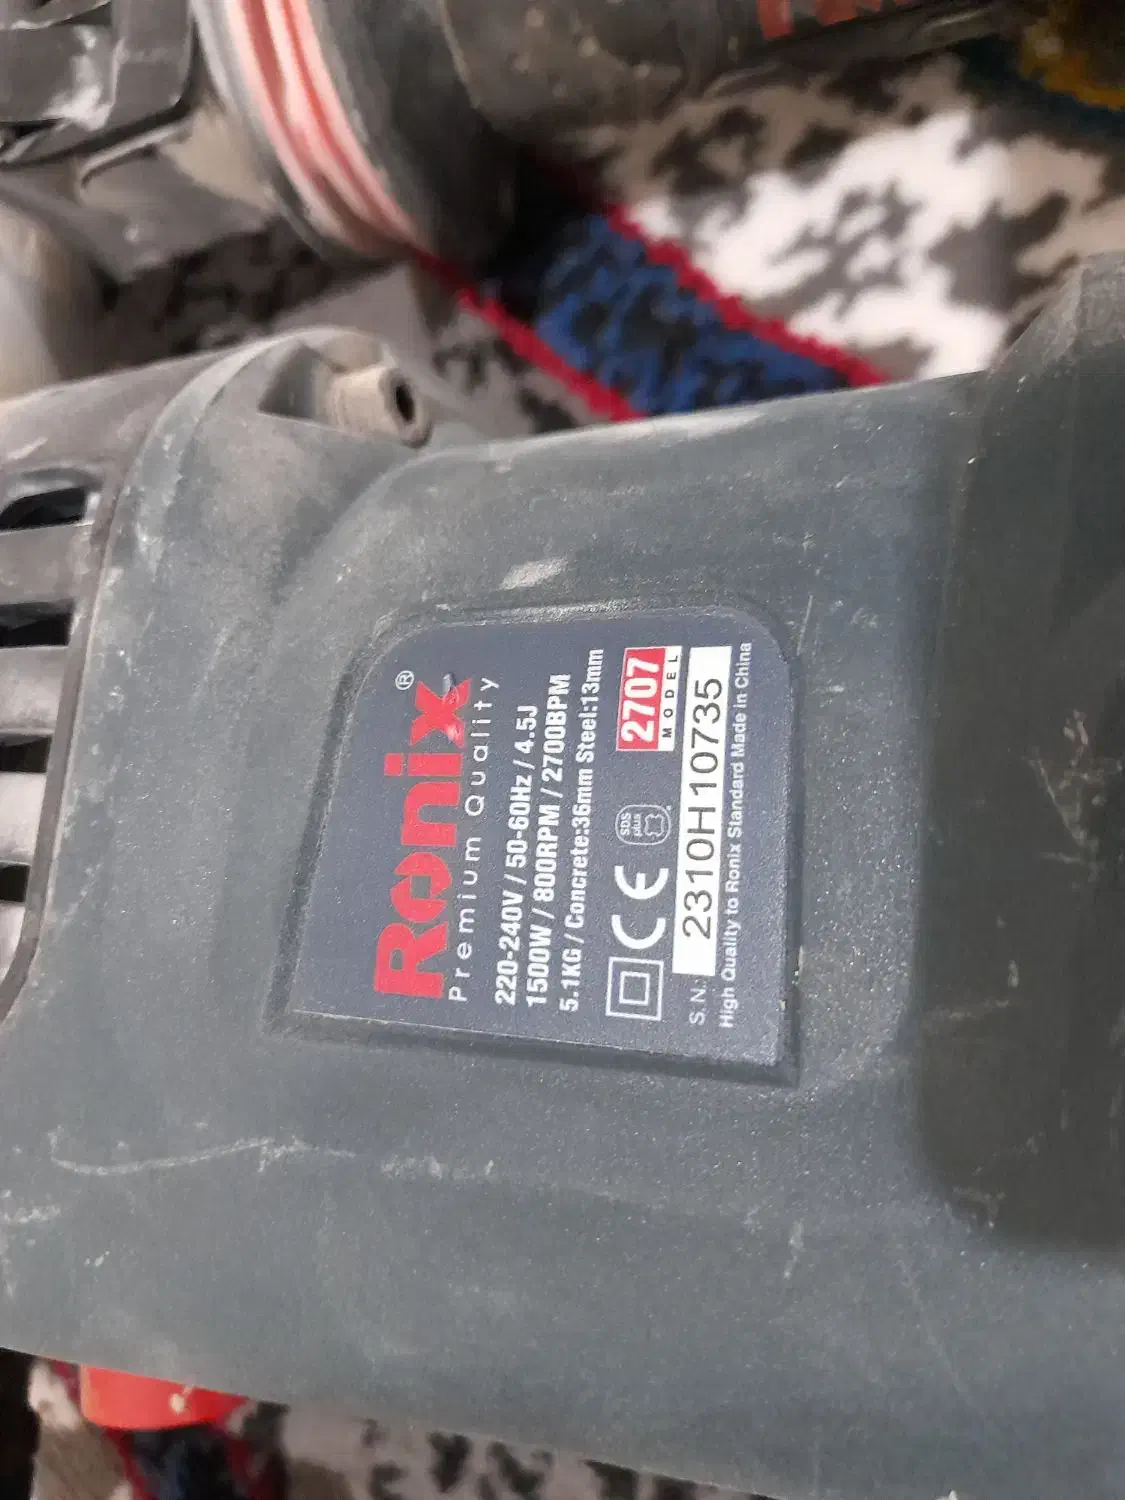 Ronix®
Premium Quality
220-240V / 50-60Hz / 4.5J
1500W / 800RPM / 2700BPM
5.1KG / Concrete:36mm Steel:13mm
CE SDS plus 2707
MODEL
S.N.: 2310H10735
High Quality to Ronix Standard Made in China